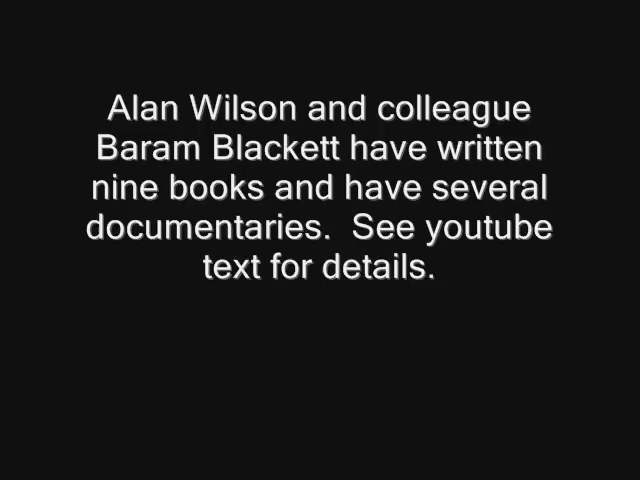 Alan Wilson and colleague
Baram Blackett have written
nine books and have several
documentaries.  See youtube
text for details.